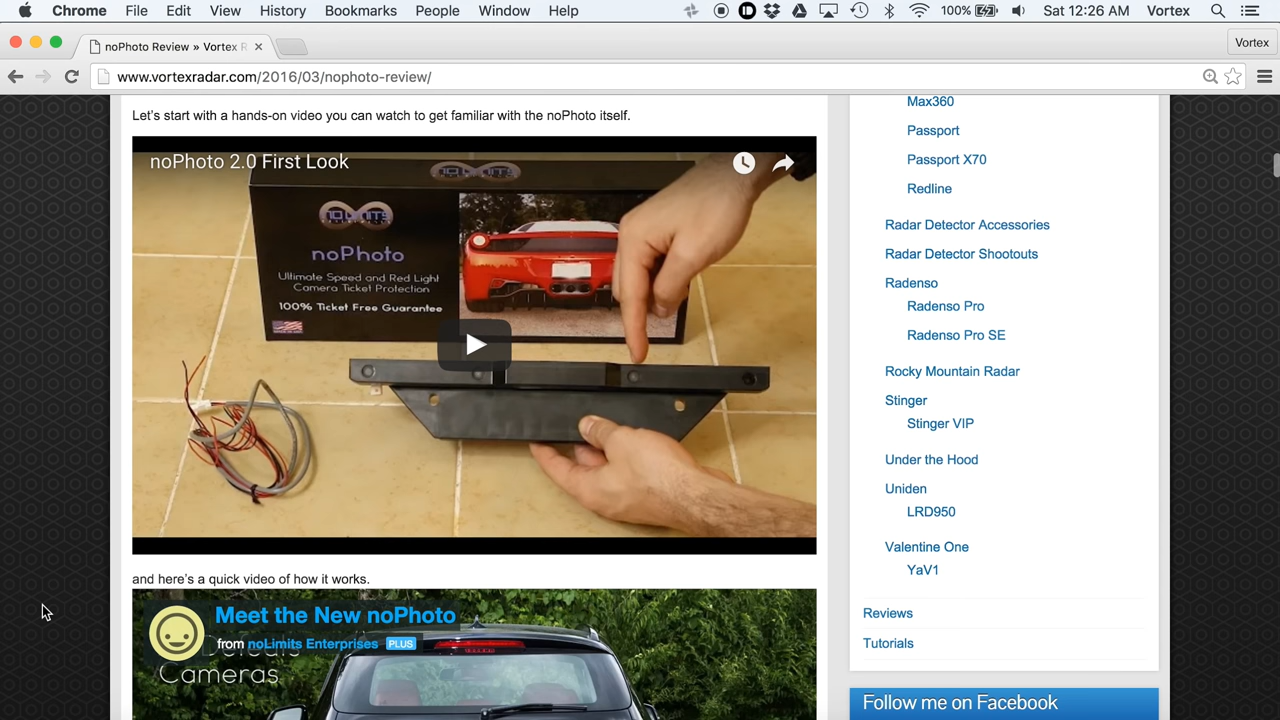 Chrome File Edit View History Bookmarks People Window Help 100% Sat 12:26 AM Vortex
noPhoto Review » Vortex R
Vortex
www.vortexradar.com/2016/03/nophoto-review/
Let's start with a hands-on video you can watch to get familiar with the noPhoto itself.
noPhoto 2.0 First Look
NO LIMITS
noPhoto
Ultimate Speed and Red Light
Camera Ticket Protection
100% Ticket Free Guarantee
and here's a quick video of how it works.
Meet the New noPhoto
from noLimits Enterprises PLUS
Cameras
Max360
Passport
Passport X70
Redline
Radar Detector Accessories
Radar Detector Shootouts
Radenso
Radenso Pro
Radenso Pro SE
Rocky Mountain Radar
Stinger
Stinger VIP
Under the Hood
Uniden
LRD950
Valentine One
YaV1
Reviews
Tutorials
Follow me on Facebook